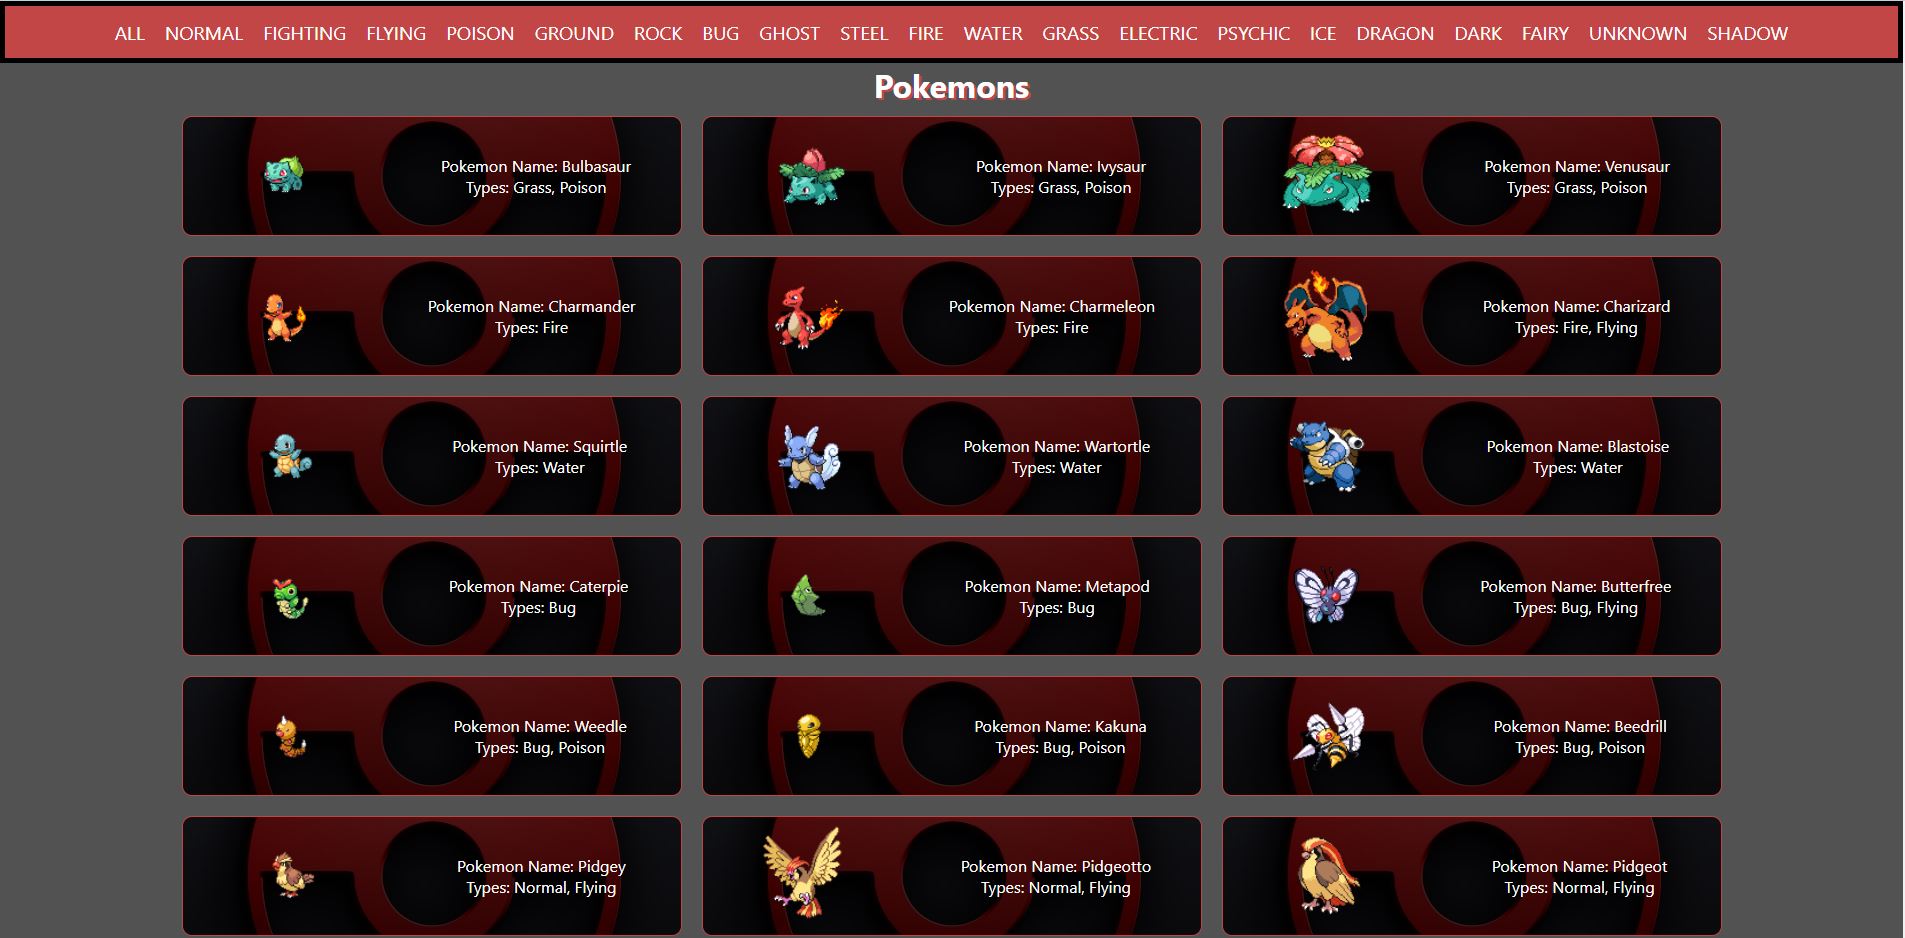 ALL NORMAL FIGHTING FLYING POISON GROUND ROCK BUG GHOST STEEL FIRE WATER GRASS ELECTRIC PSYCHIC ICE DRAGON DARK FAIRY UNKNOWN SHADOW
Pokemons
Pokemon Name: Bulbasaur
Types: Grass, Poison
Pokemon Name: Ivysaur
Types: Grass, Poison
Pokemon Name: Venusaur
Types: Grass, Poison
Pokemon Name: Charmander
Types: Fire
Pokemon Name: Charmeleon
Types: Fire
Pokemon Name: Charizard
Types: Fire, Flying
Pokemon Name: Squirtle
Types: Water
Pokemon Name: Wartortle
Types: Water
Pokemon Name: Blastoise
Types: Water
Pokemon Name: Caterpie
Types: Bug
Pokemon Name: Metapod
Types: Bug
Pokemon Name: Butterfree
Types: Bug, Flying
Pokemon Name: Weedle
Types: Bug, Poison
Pokemon Name: Kakuna
Types: Bug, Poison
Pokemon Name: Beedrill
Types: Bug, Poison
Pokemon Name: Pidgey
Types: Normal, Flying
Pokemon Name: Pidgeotto
Types: Normal, Flying
Pokemon Name: Pidgeot
Types: Normal, Flying